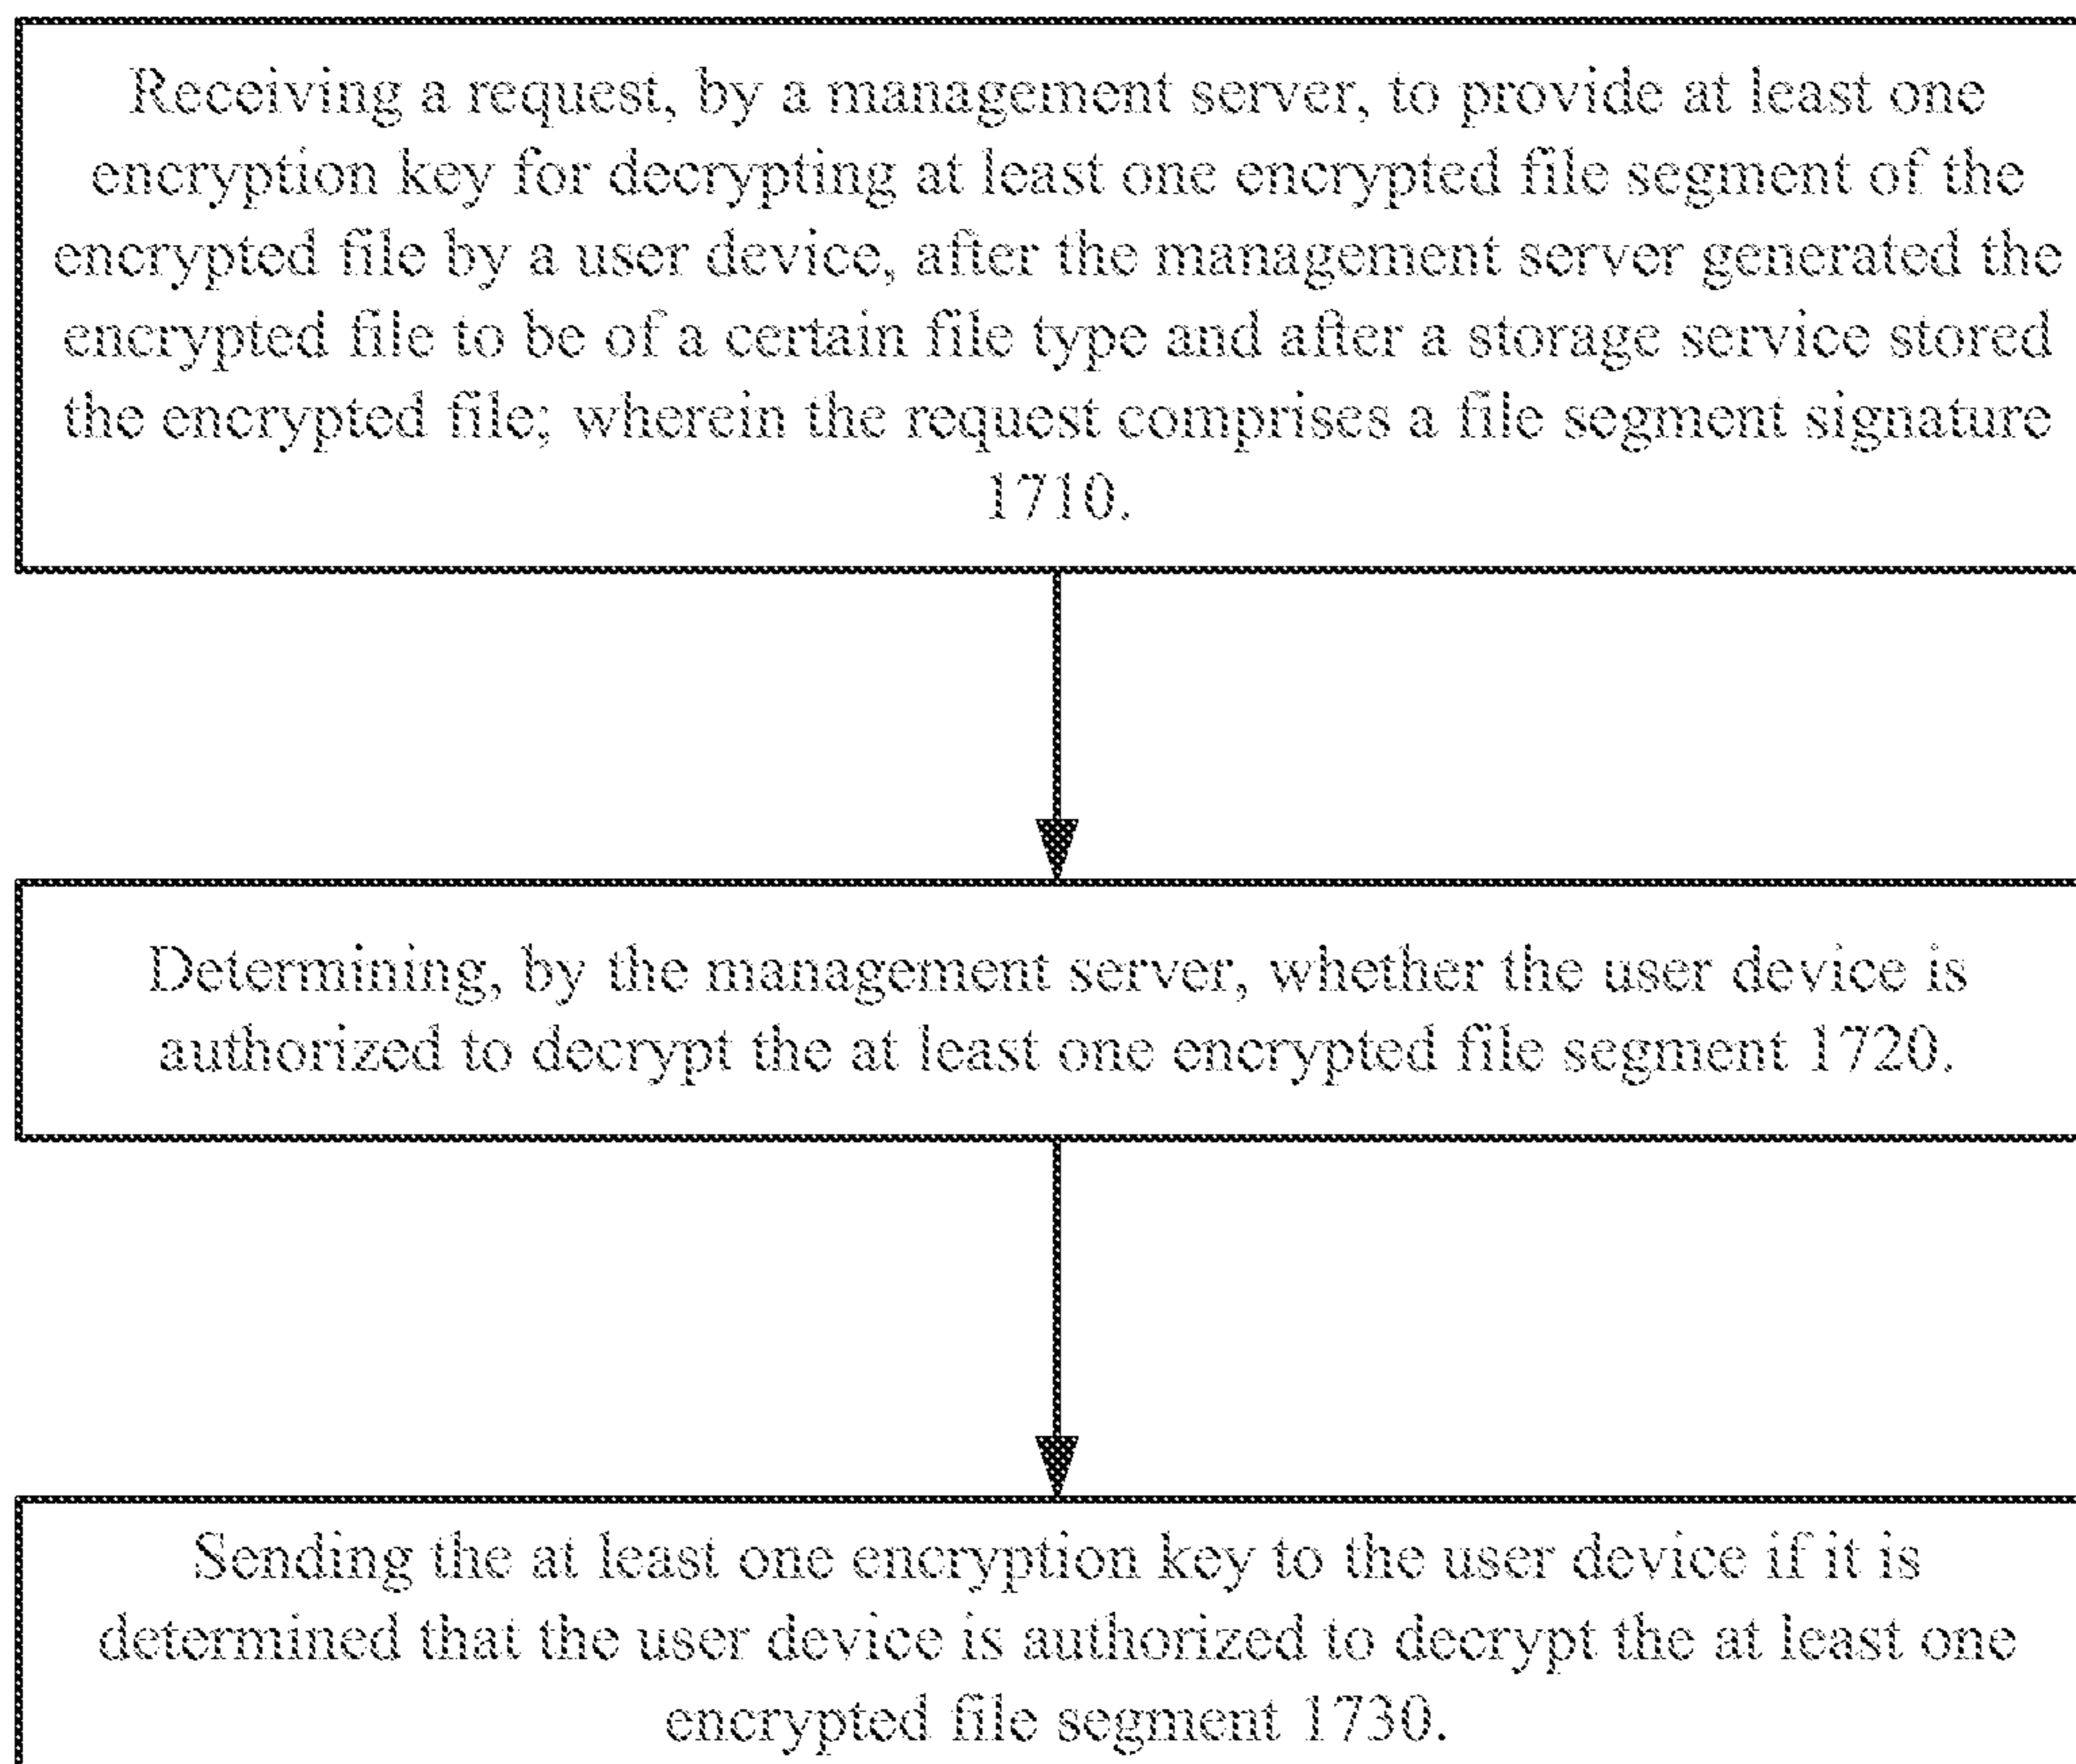 Receiving a request, by a management server, to provide at least one
encryption key for decrypting at least one encrypted file segment of the
encrypted file by a user device, after the management server generated the
encrypted file to be of a certain file type and after a storage service stored
the encrypted file; wherein the request comprises a file segment signature
1710.
Determining, by the management server, whether the user device is
authorized to decrypt the at least one encrypted file segment 1720.
Sending the at least one encryption key to the user device if it is
determined that the user device is authorized to decrypt the at least one
encrypted file segment 1730.